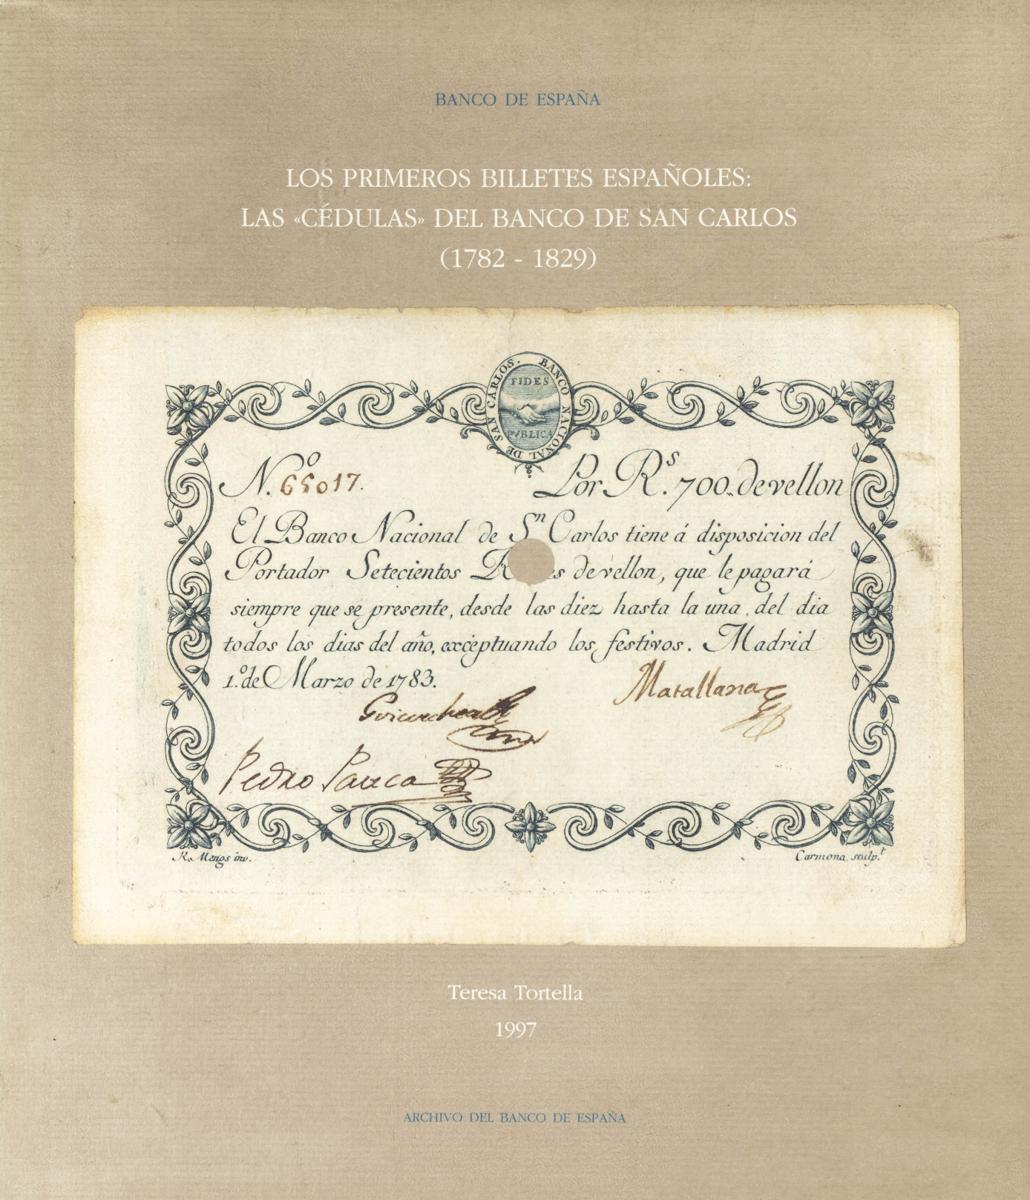 BANCO DE ESPAÑA
LOS PRIMEROS BILLETES ESPAÑOLES:
LAS «CÉDULAS» DEL BANCO DE SAN CARLOS
(1782 - 1829)
BANCO NACIONAL DE SAN CARLOS.
FIDES
PVBLICA
N.º 65017. Por R.s 700. de vellon
El Banco Nacional de S.n Carlos tiene á disposicion del
Portador Setecientos de vellon, que le pagará
siempre que se presente, desde las diez hasta la una, del dia
todos los dias del año, exceptuando los festivos. Madrid
1.º de Marzo de 1783.
Matallana
Pedro
R. Mengs inv. Carmona sculp.t
Teresa Tortella
1997
ARCHIVO DEL BANCO DE ESPAÑA